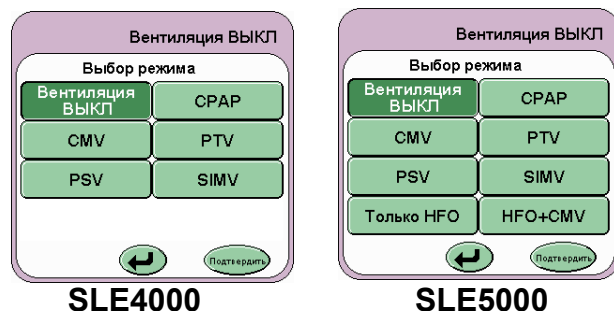 Вентиляция ВЫКЛ
Выбор режима
Вентиляция ВЫКЛ
CPAP
CMV
PTV
PSV
SIMV
Подтвердить
SLE4000
Вентиляция ВЫКЛ
Выбор режима
Вентиляция ВЫКЛ
CPAP
CMV
PTV
PSV
SIMV
Только HFO
HFO+CMV
Подтвердить
SLE5000